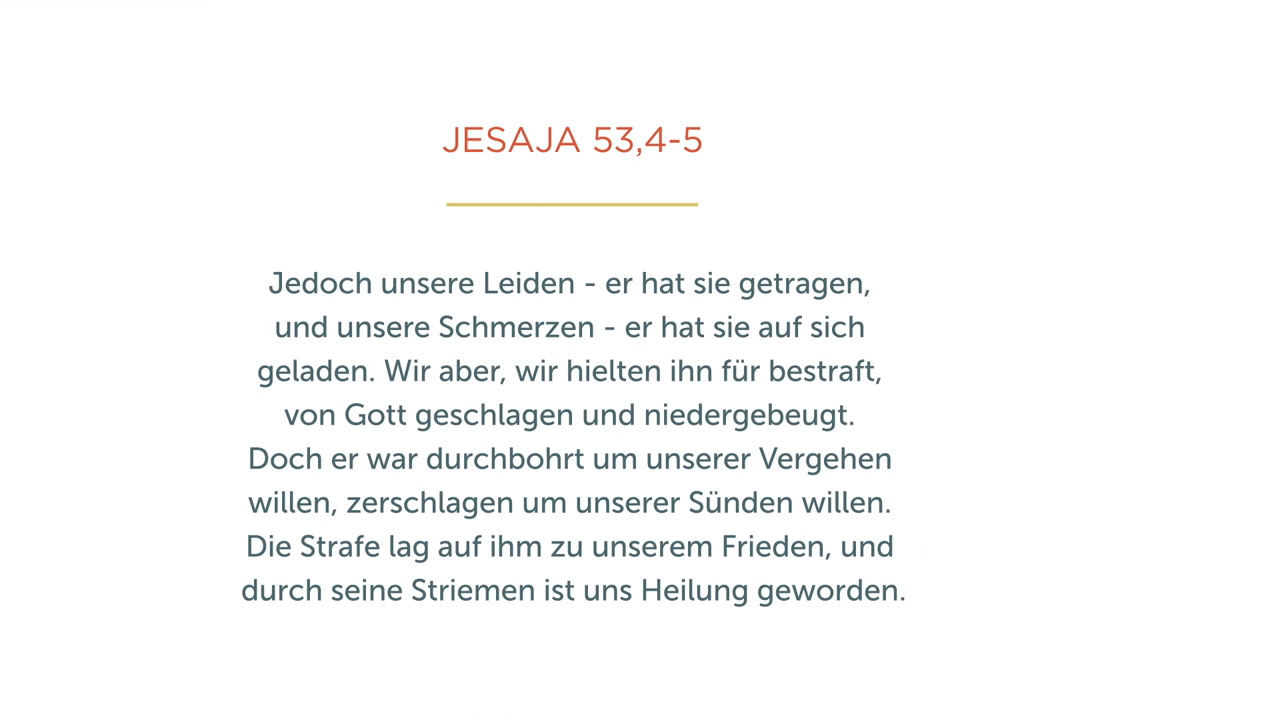 JESAJA 53,4-5
Jedoch unsere Leiden - er hat sie getragen,
und unsere Schmerzen - er hat sie auf sich
geladen. Wir aber, wir hielten ihn für bestraft,
von Gott geschlagen und niedergebeugt.
Doch er war durchbohrt um unserer Vergehen
willen, zerschlagen um unserer Sünden willen.
Die Strafe lag auf ihm zu unserem Frieden, und
durch seine Striemen ist uns Heilung geworden.